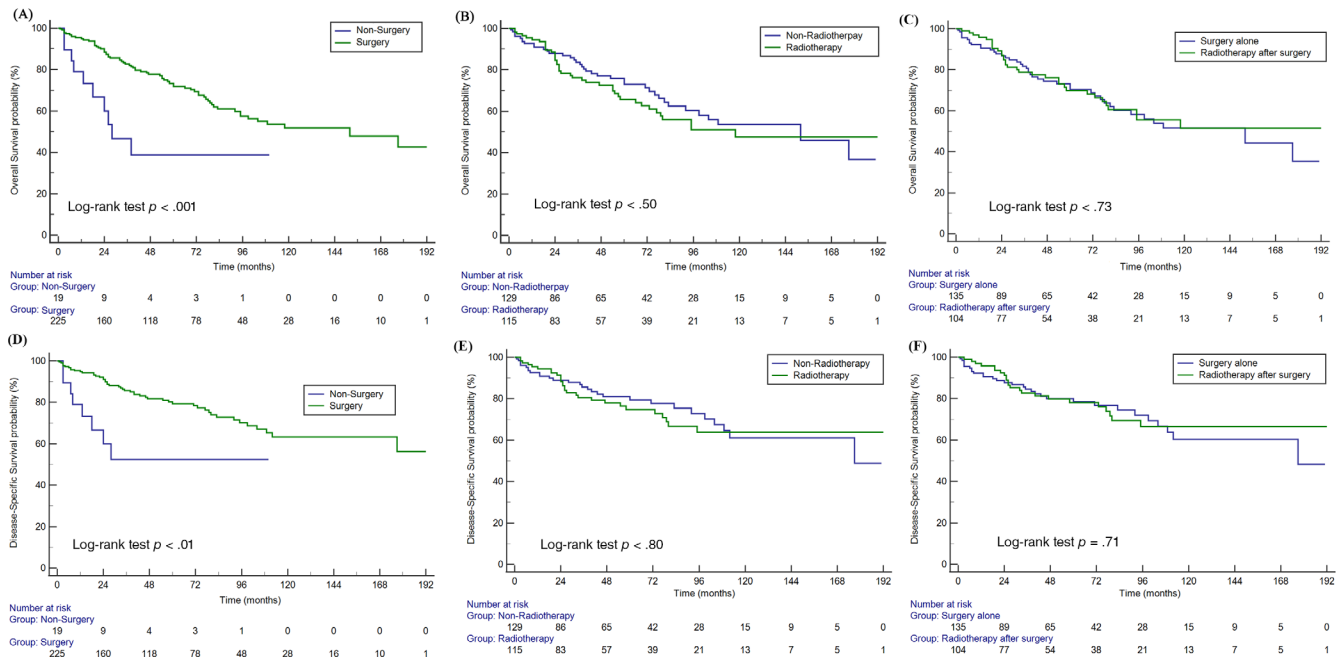 (A)
Non-Surgery
Surgery
Overall Survival probability (%)
100
80
60
40
20
0
Log-rank test p < .001
0 24 48 72 96 120 144 168 192
Time (months)
Number at risk
Group: Non-Surgery
19 9 4 3 1 0 0 0 0
Group: Surgery
225 160 118 78 48 28 16 10 1
(B)
Non-Radiotherpay
Radiotherapy
Overall Survival probability (%)
100
80
60
40
20
0
Log-rank test p < .50
0 24 48 72 96 120 144 168 192
Time (months)
Number at risk
Group: Non-Radiotherpay
129 86 65 42 28 15 9 5 0
Group: Radiotherapy
115 83 57 39 21 13 7 5 1
(C)
Surgery alone
Radiotherapy after surgery
Overall Survival probability (%)
100
80
60
40
20
0
Log-rank test p < .73
0 24 48 72 96 120 144 168 192
Time (months)
Number at risk
Group: Surgery alone
135 89 65 42 28 15 9 5 0
Group: Radiotherapy after surgery
104 77 54 38 21 13 7 5 1
(D)
Non-Surgery
Surgery
Disease-Specific Survival probability (%)
100
80
60
40
20
0
Log-rank test p < .01
0 24 48 72 96 120 144 168 192
Time (months)
Number at risk
Group: Non-Surgery
19 9 4 3 1 0 0 0 0
Group: Surgery
225 160 118 78 48 28 16 10 1
(E)
Non-Radiotherapy
Radiotherapy
Disease-Specific Survival probability (%)
100
80
60
40
20
0
Log-rank test p < .80
0 24 48 72 96 120 144 168 192
Time (months)
Number at risk
Group: Non-Radiotherapy
129 86 65 42 28 15 9 5 0
Group: Radiotherapy
115 83 57 39 21 13 7 5 1
(F)
Surgery alone
Radiotherapy after surgery
Disease-Specific Survival probability (%)
100
80
60
40
20
0
Log-rank test p = .71
0 24 48 72 96 120 144 168 192
Time (months)
Number at risk
Group: Surgery alone
135 89 65 42 28 15 9 5 0
Group: Radiotherapy after surgery
104 77 54 38 21 13 7 5 1